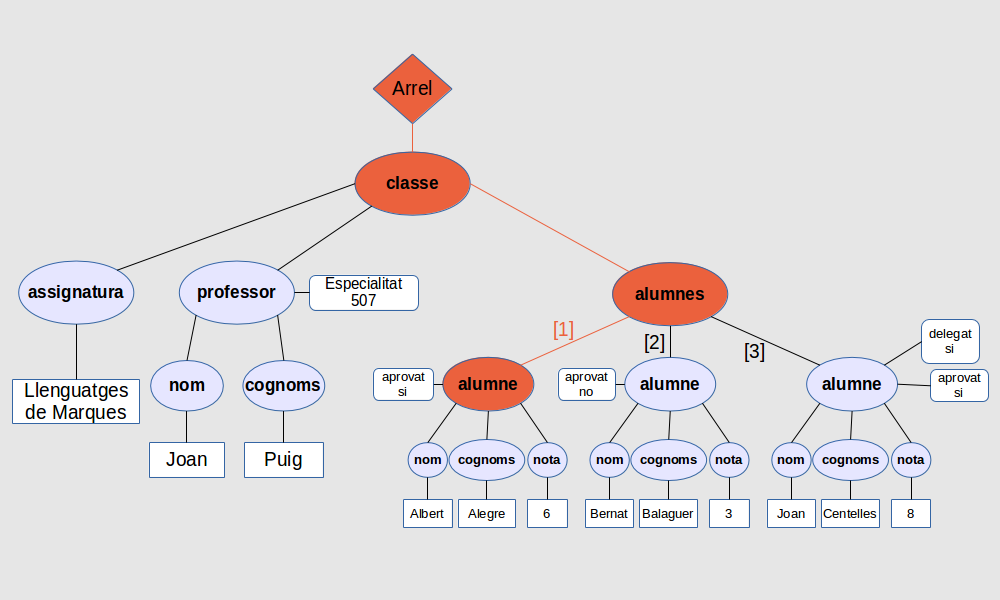 Arrel
classe
assignatura
professor
Especialitat
507
alumnes
[1]
[2]
[3]
delegat
si
Llenguatges
de Marques
nom
cognoms
aprovat
si
alumne
aprovat
no
alumne
alumne
aprovat
si
Joan
Puig
nom
cognoms
nota
nom
cognoms
nota
nom
cognoms
nota
Albert
Alegre
6
Bernat
Balaguer
3
Joan
Centelles
8